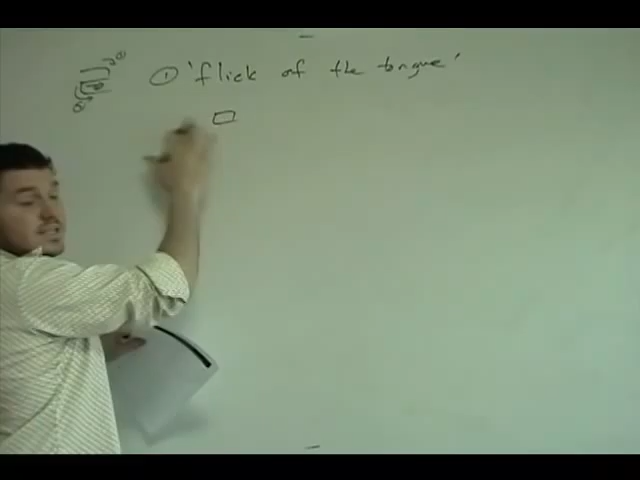 ① 'flick of the tongue'